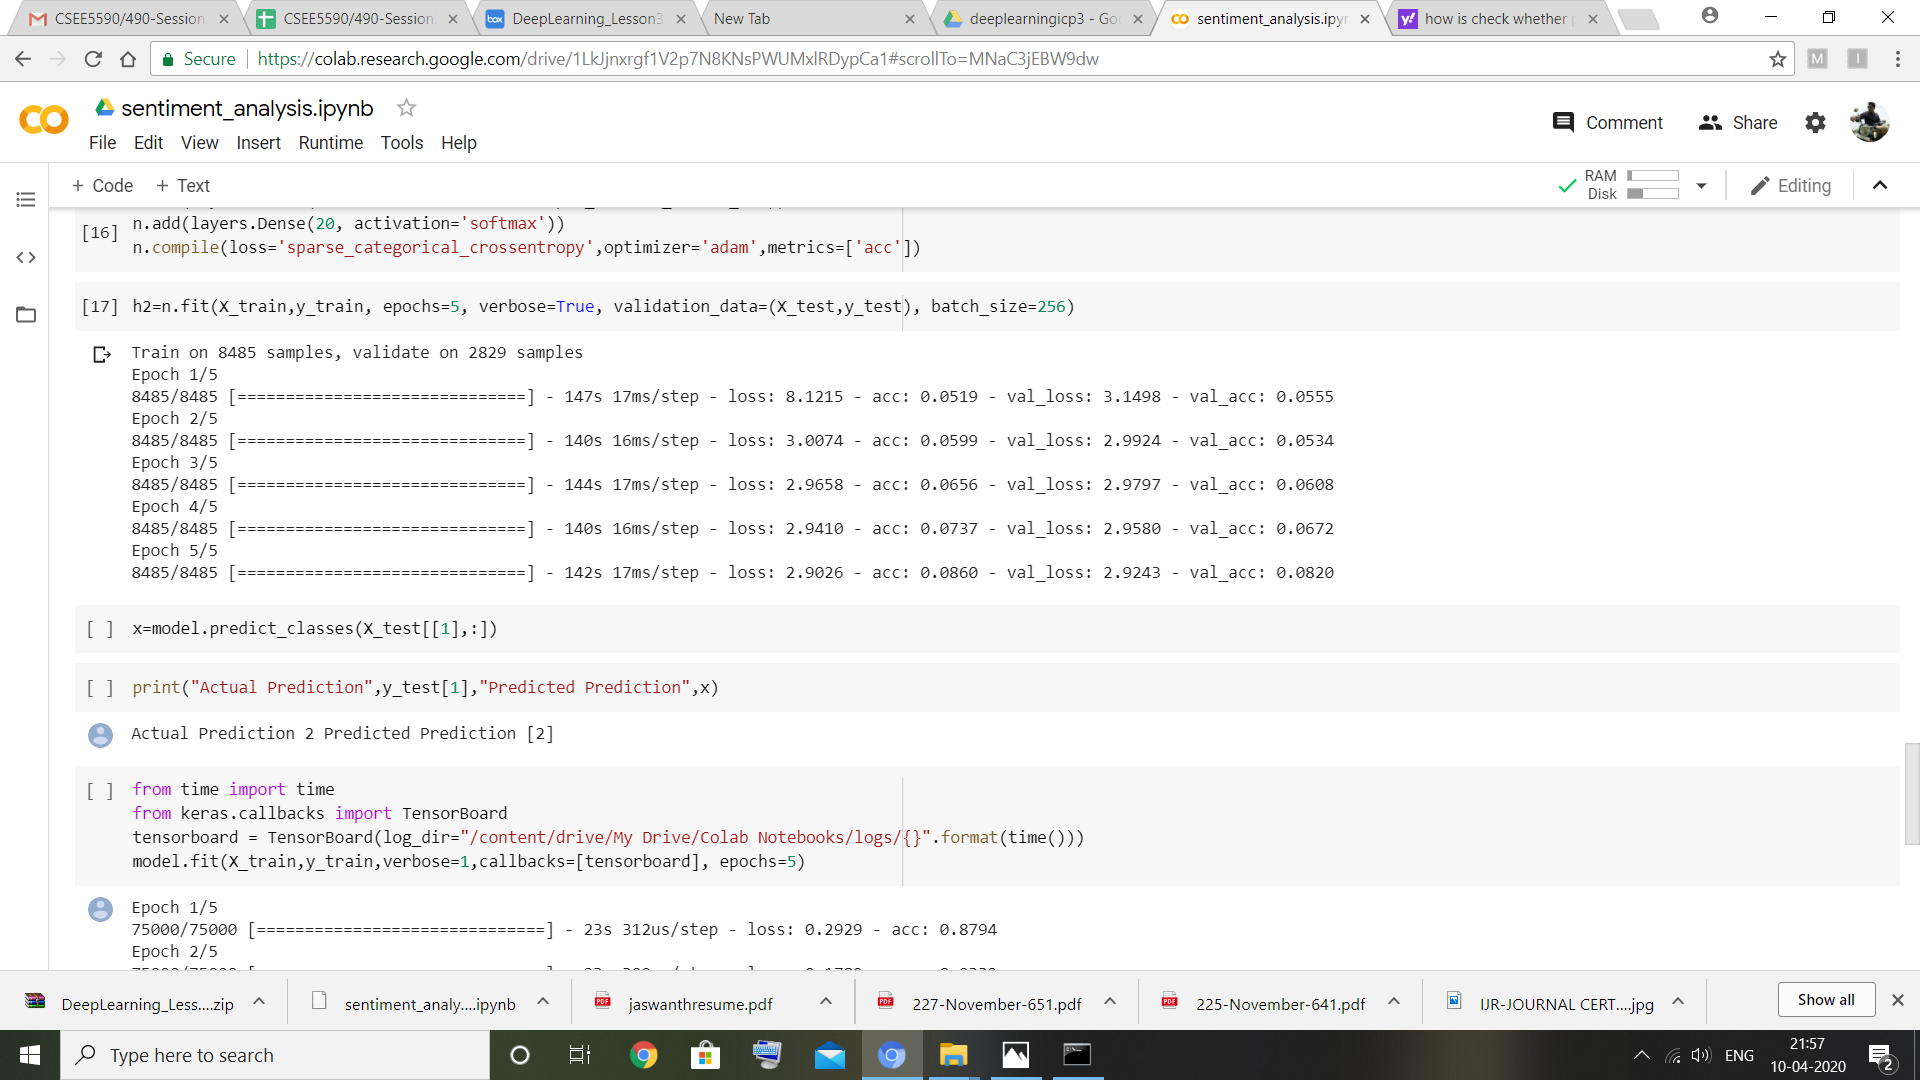 CSEE5590/490-Session
CSEE5590/490-Session
box
DeepLearning_Lesson3
New Tab
deeplearningicp3 - Goo
sentiment_analysis.ipyn
y!
how is check whether p
Secure
https://colab.research.google.com/drive/1LkJjnxrgf1V2p7N8KNsPWUMxlRDypCa1#scrollTo=MNaC3jEBW9dw
M
I
sentiment_analysis.ipynb
File Edit View Insert Runtime Tools Help
Comment
Share
+ Code + Text
RAM
Disk
Editing
[16]
n.add(layers.Dense(20, activation='softmax'))
n.compile(loss='sparse_categorical_crossentropy',optimizer='adam',metrics=['acc'])
[17] h2=n.fit(X_train,y_train, epochs=5, verbose=True, validation_data=(X_test,y_test), batch_size=256)
Train on 8485 samples, validate on 2829 samples
Epoch 1/5
8485/8485 [==============================] - 147s 17ms/step - loss: 8.1215 - acc: 0.0519 - val_loss: 3.1498 - val_acc: 0.0555
Epoch 2/5
8485/8485 [==============================] - 140s 16ms/step - loss: 3.0074 - acc: 0.0599 - val_loss: 2.9924 - val_acc: 0.0534
Epoch 3/5
8485/8485 [==============================] - 144s 17ms/step - loss: 2.9658 - acc: 0.0656 - val_loss: 2.9797 - val_acc: 0.0608
Epoch 4/5
8485/8485 [==============================] - 140s 16ms/step - loss: 2.9410 - acc: 0.0737 - val_loss: 2.9580 - val_acc: 0.0672
Epoch 5/5
8485/8485 [==============================] - 142s 17ms/step - loss: 2.9026 - acc: 0.0860 - val_loss: 2.9243 - val_acc: 0.0820
[ ] x=model.predict_classes(X_test[[1],:])
[ ] print("Actual Prediction",y_test[1],"Predicted Prediction",x)
Actual Prediction 2 Predicted Prediction [2]
[ ] from time import time
from keras.callbacks import TensorBoard
tensorboard = TensorBoard(log_dir="/content/drive/My Drive/Colab Notebooks/logs/{}".format(time()))
model.fit(X_train,y_train,verbose=1,callbacks=[tensorboard], epochs=5)
Epoch 1/5
75000/75000 [==============================] - 23s 312us/step - loss: 0.2929 - acc: 0.8794
Epoch 2/5
DeepLearning_Less....zip
sentiment_analy....ipynb
PDF
jaswanthresume.pdf
PDF
227-November-651.pdf
PDF
225-November-641.pdf
IJR-JOURNAL CERT....jpg
Show all
Type here to search
ENG
21:57
10-04-2020
2